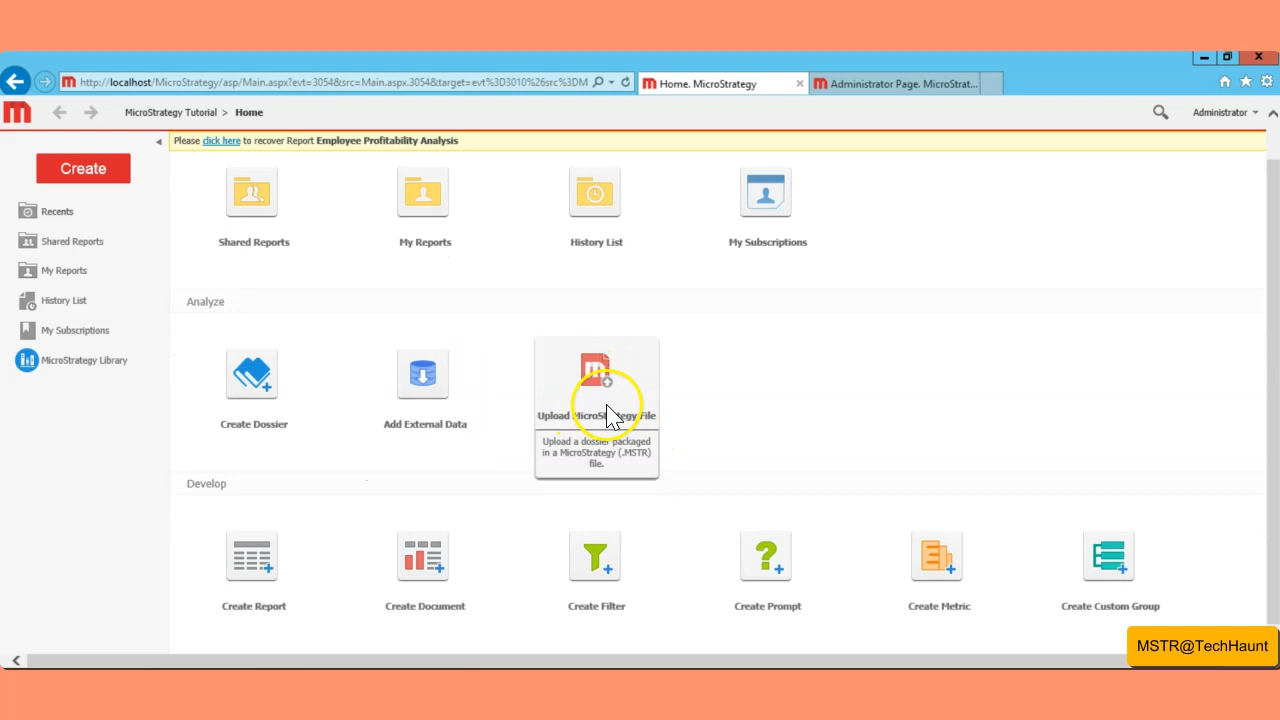 http://localhost/MicroStrategy/asp/Main.aspx?evt=3054&src=Main.aspx.3054&target=evt%3D3010%26src%3DM
Home. MicroStrategy
Administrator Page. MicroStrat...
MicroStrategy Tutorial > Home
Administrator
Please click here to recover Report Employee Profitability Analysis
Create
Recents
Shared Reports
My Reports
History List
My Subscriptions
MicroStrategy Library
Shared Reports
My Reports
History List
My Subscriptions
Analyze
Create Dossier
Add External Data
Upload MicroStrategy File
Upload a dossier packaged
in a MicroStrategy (.MSTR)
file.
Develop
Create Report
Create Document
Create Filter
Create Prompt
Create Metric
Create Custom Group
MSTR@TechHaunt